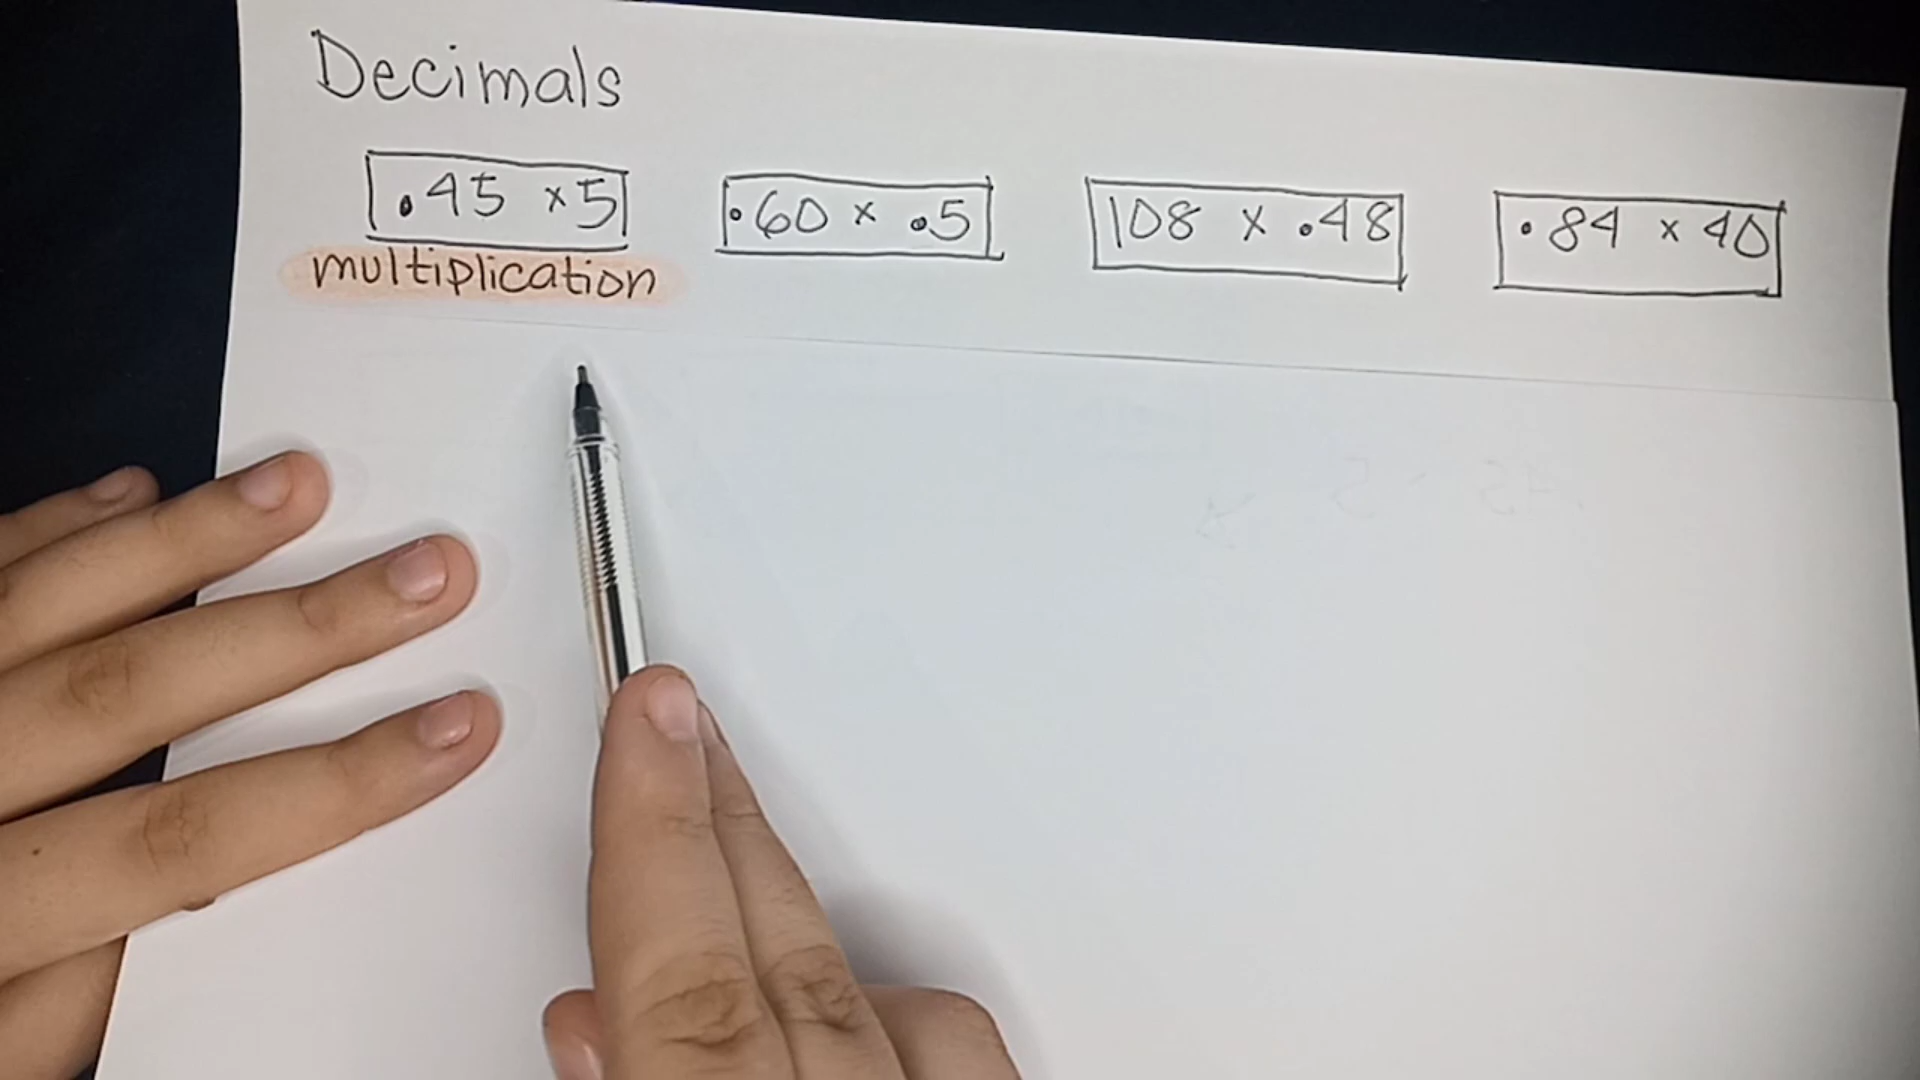 Decimals
.45 ×5
.60 × .5
108 × .48
.84 × 40
multiplication